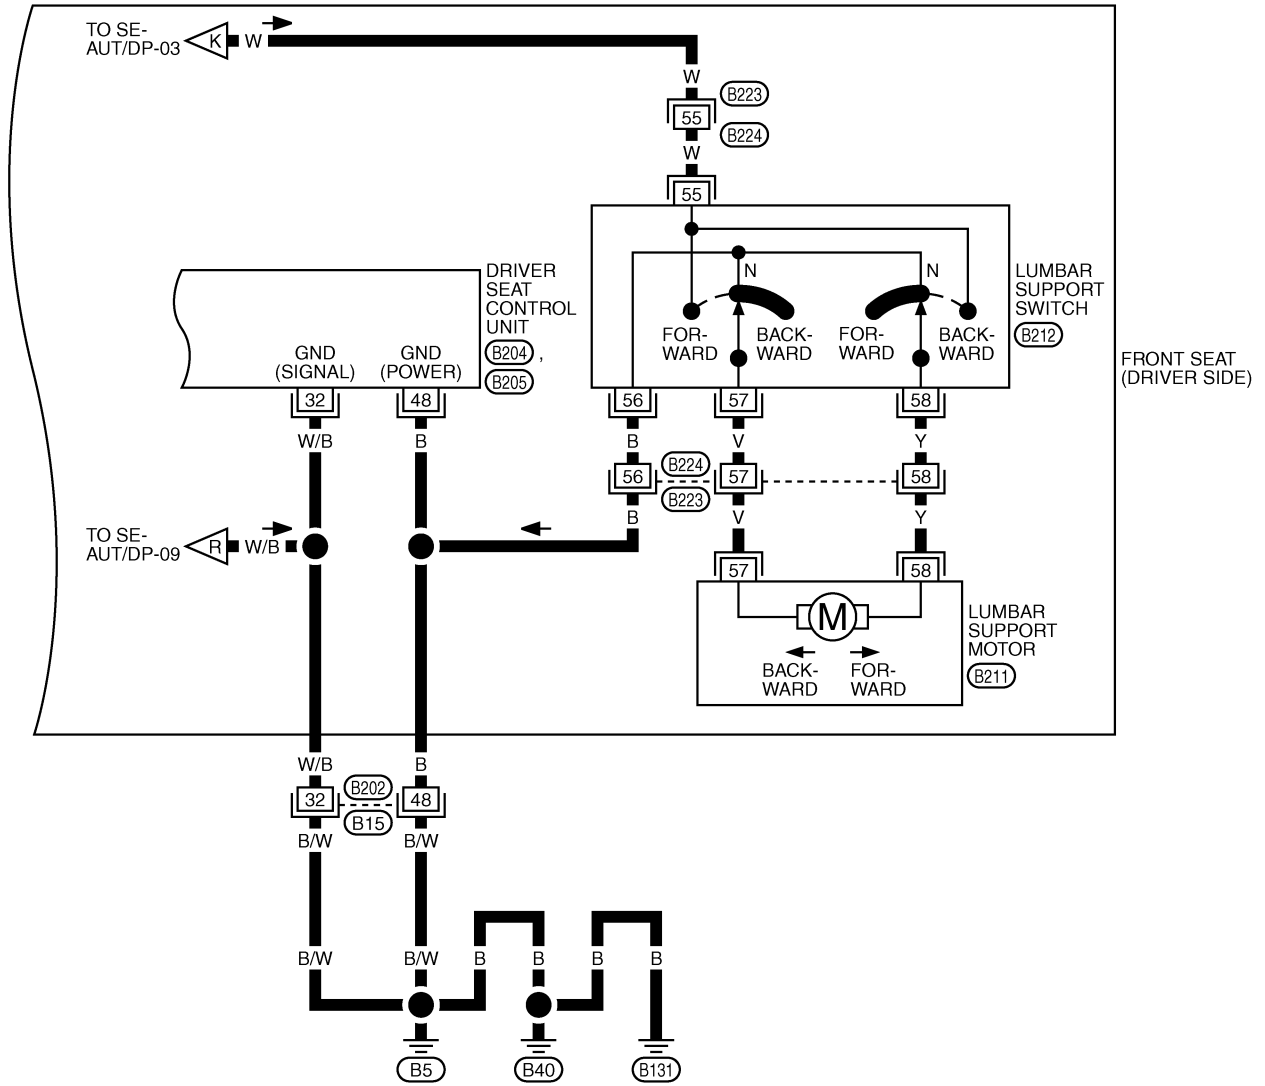 TO SE-
AUT/DP-03
K
W
W
B223
55
B224
W
55
N
N
FOR-
WARD
BACK-
WARD
FOR-
WARD
BACK-
WARD
LUMBAR
SUPPORT
SWITCH
B212
DRIVER
SEAT
CONTROL
UNIT
B204 ,
B205
GND
(SIGNAL)
GND
(POWER)
FRONT SEAT
(DRIVER SIDE)
32
48
56
57
58
W/B
B
B
V
Y
56
B224
57
58
B223
B
V
Y
TO SE-
AUT/DP-09
R
W/B
57
58
M
BACK-
WARD
FOR-
WARD
LUMBAR
SUPPORT
MOTOR
B211
W/B
B
32
B202
48
B15
B/W
B/W
B/W
B/W
B
B
B
B
B5
B40
B131